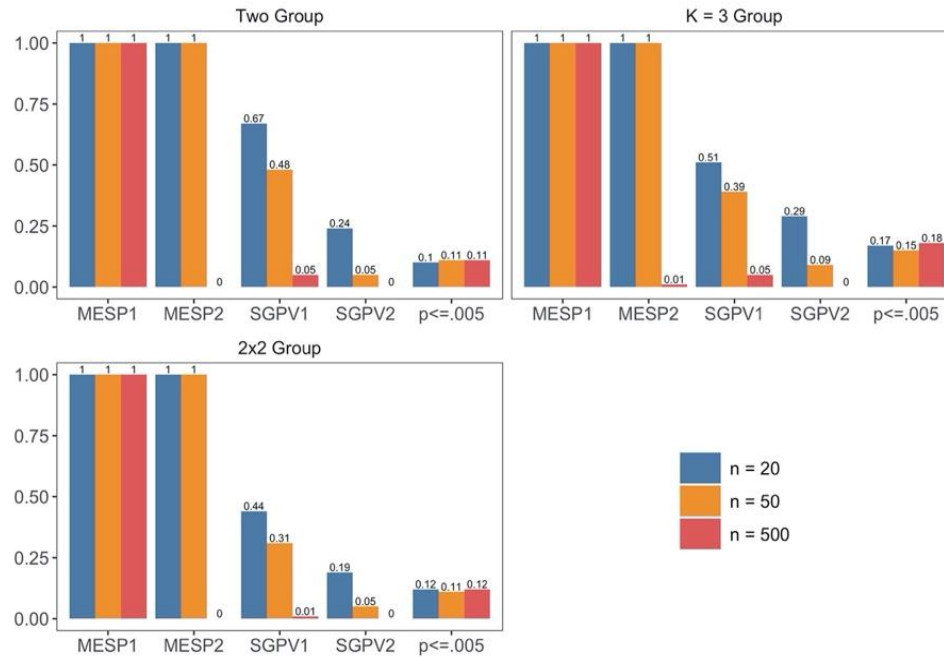 Two Group
K = 3 Group
1 1 1 1 1
1 1 1 1 1
1.00
0.75
0.67
0.51
0.50
0.48
0.39
0.29
0.25
0.24
0.17 0.15 0.18
0.1 0.11 0.11
0.09
0.05 0.05
0.05
0
0
0.01
0
0.00
MESP1 MESP2 SGPV1 SGPV2 p<=.005
MESP1 MESP2 SGPV1 SGPV2 p<=.005
2x2 Group
1 1 1 1 1
1.00
0.75
0.50
0.44
0.31
0.25
0.19
0.12 0.11 0.12
0.05
0
0.01
0
0.00
MESP1 MESP2 SGPV1 SGPV2 p<=.005
n = 20
n = 50
n = 500